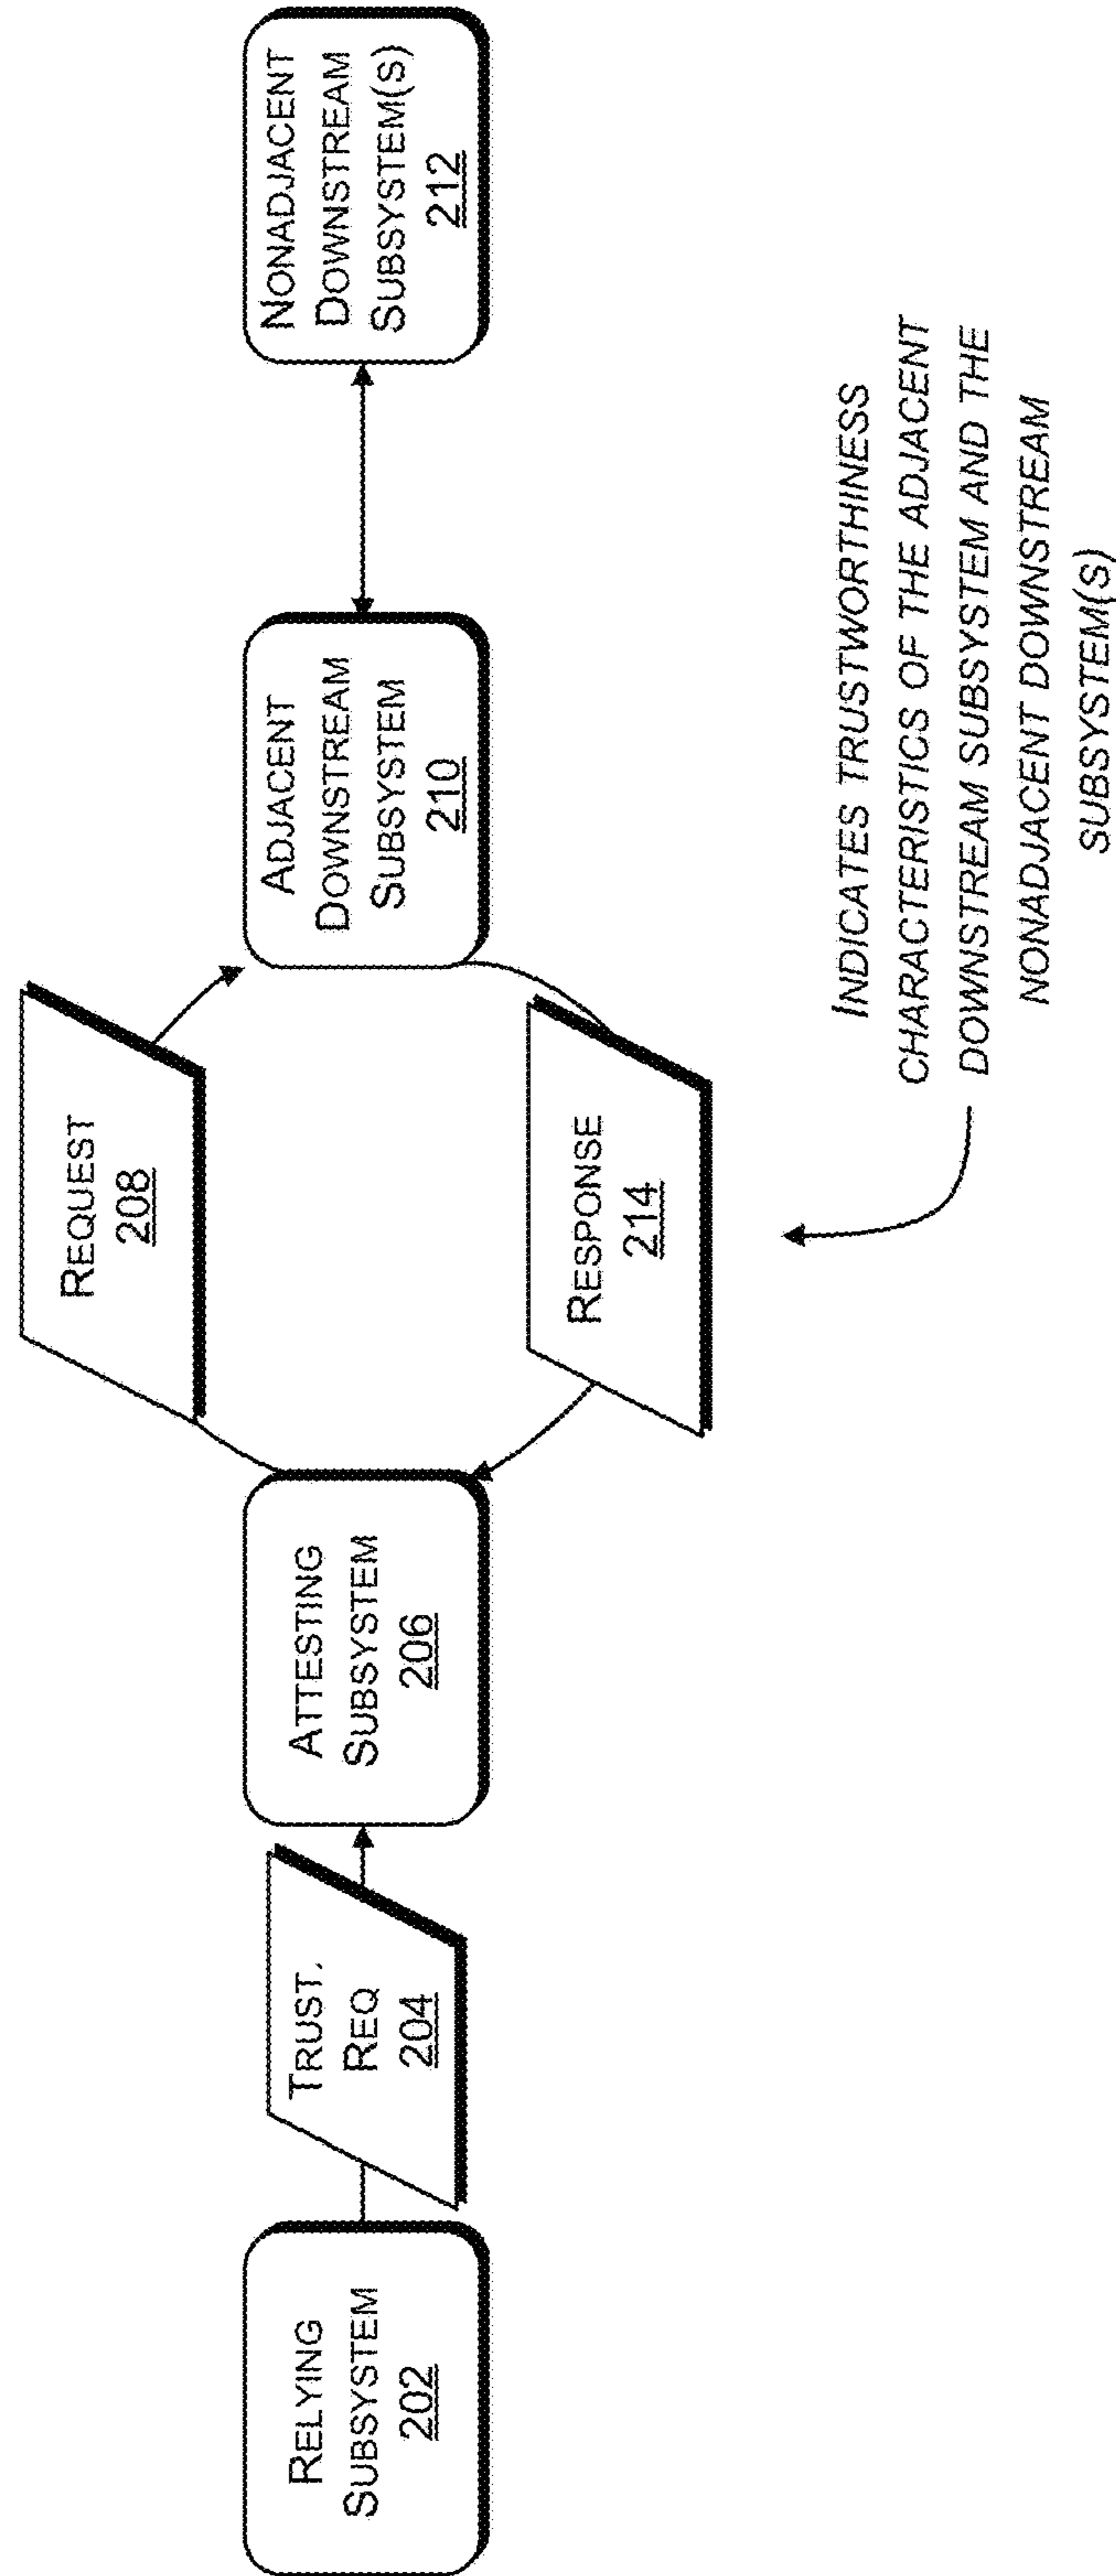 RELYING
SUBSYSTEM
202
TRUST.
REQ
204
ATTESTING
SUBSYSTEM
206
REQUEST
208
RESPONSE
214
ADJACENT
DOWNSTREAM
SUBSYSTEM
210
NONADJACENT
DOWNSTREAM
SUBSYSTEM(S)
212
INDICATES TRUSTWORTHINESS
CHARACTERISTICS OF THE ADJACENT
DOWNSTREAM SUBSYSTEM AND THE
NONADJACENT DOWNSTREAM
SUBSYSTEM(S)